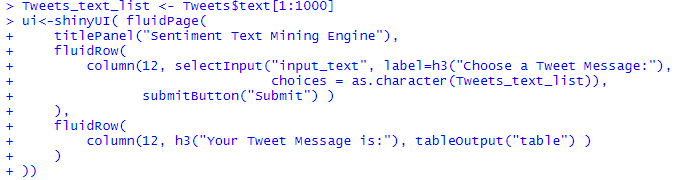 > Tweets_text_list <- Tweets$text[1:1000]
> ui<-shinyUI( fluidPage(
+     titlePanel("Sentiment Text Mining Engine"),
+     fluidRow(
+         column(12, selectInput("input_text", label=h3("Choose a Tweet Message:"),
+                                choices = as.character(Tweets_text_list)),
+                submitButton("Submit") )
+     ),
+     fluidRow(
+         column(12, h3("Your Tweet Message is:"), tableOutput("table") )
+     )
+ ))